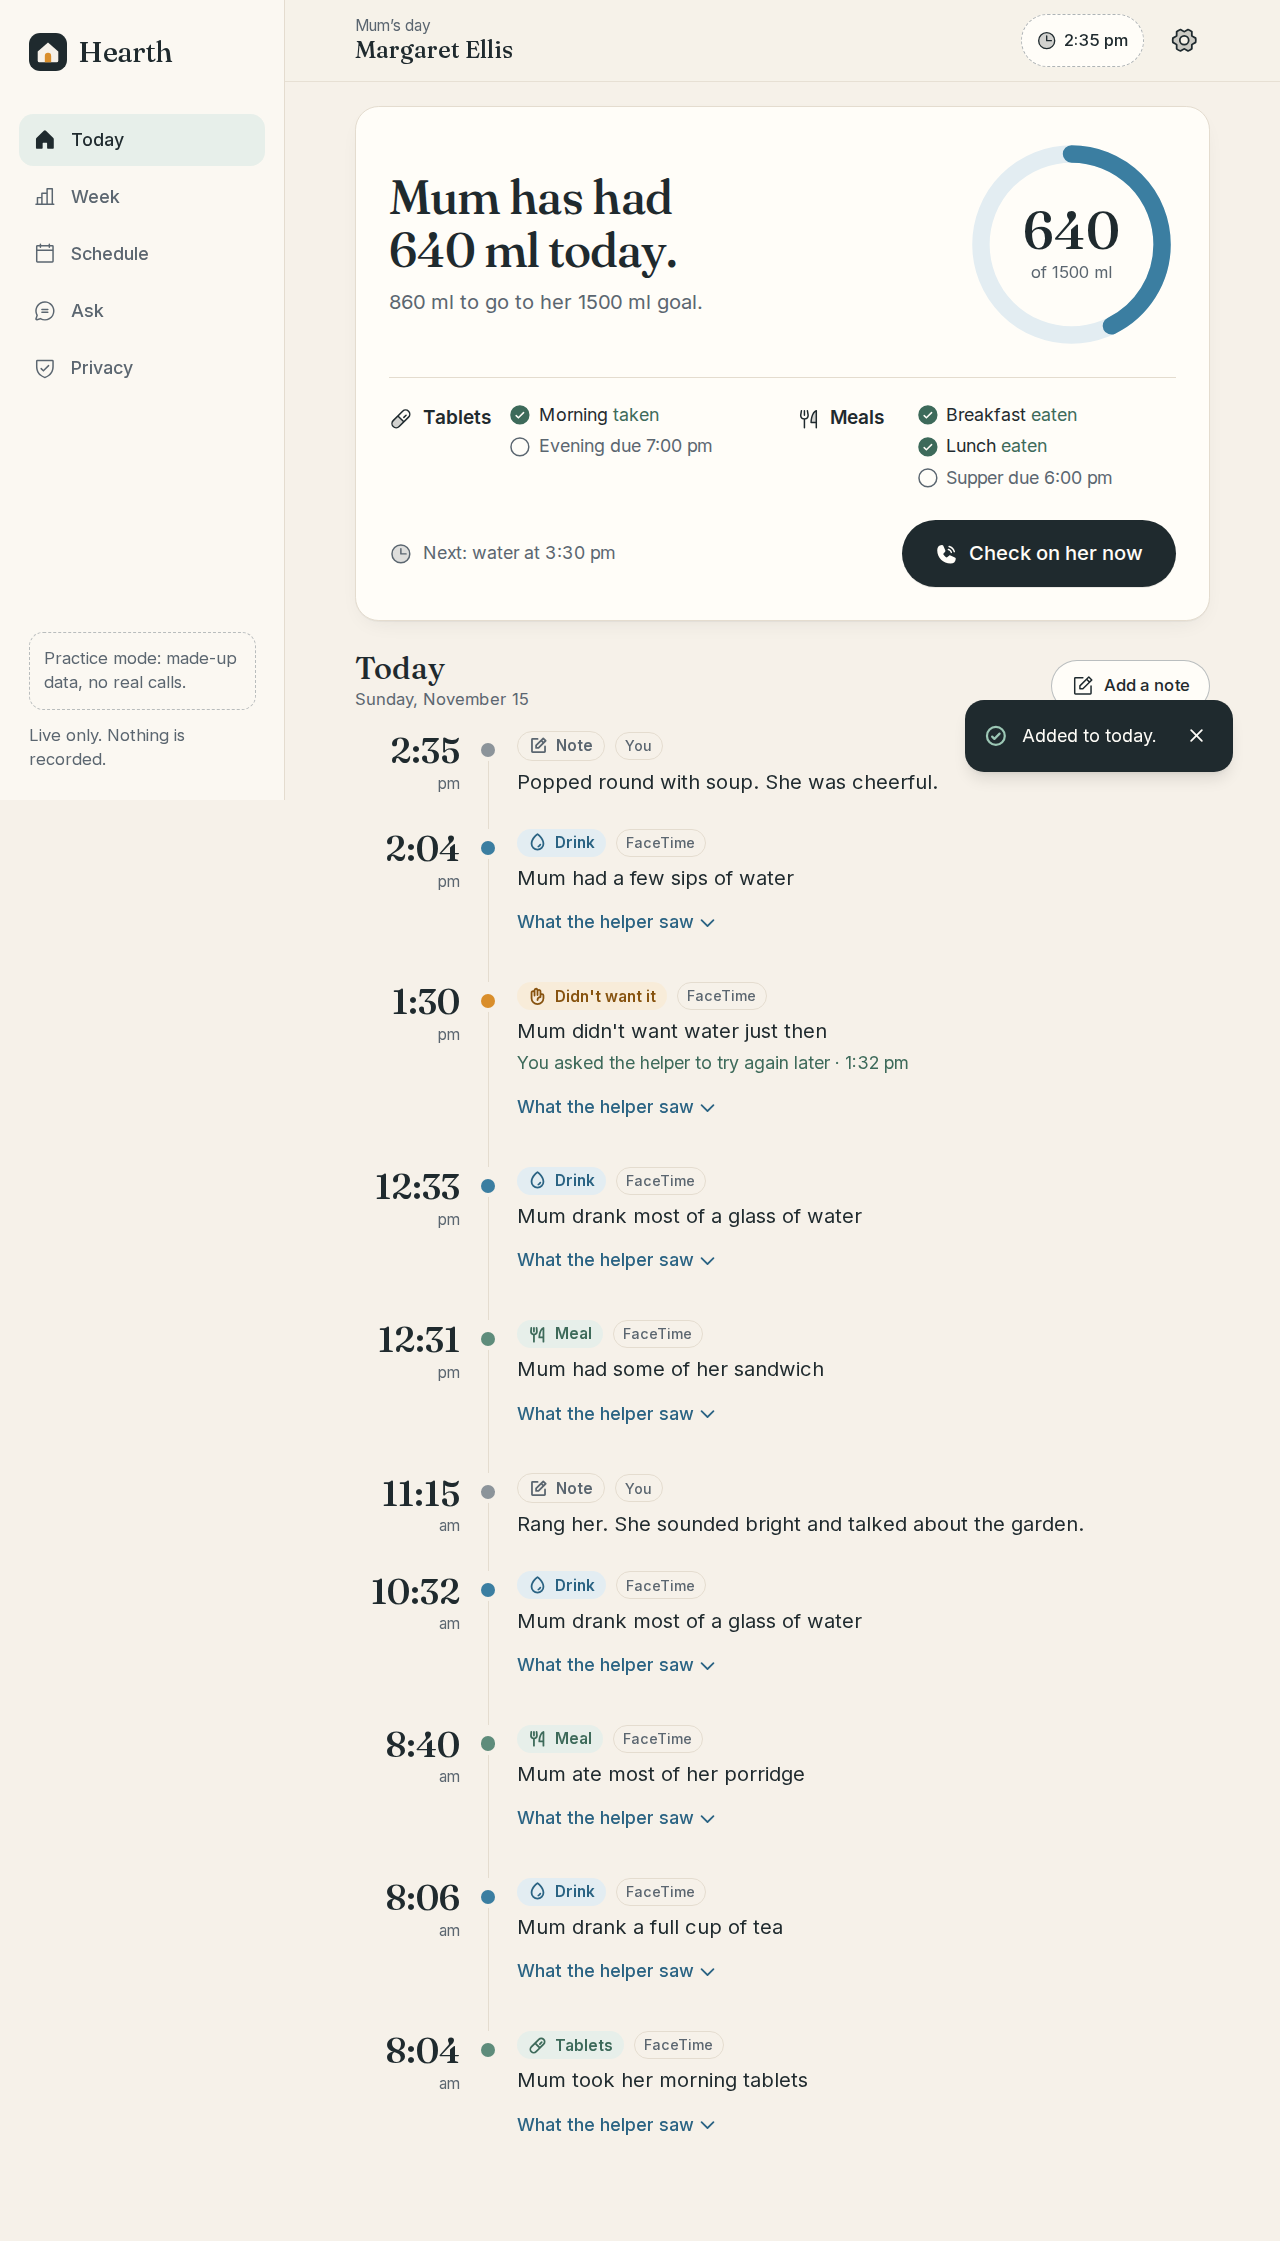 Hearth
Today
Week
Schedule
Ask
Privacy
Practice mode: made-up
data, no real calls.
Live only. Nothing is
recorded.
Mum's day
Margaret Ellis
2:35 pm
Mum has had
640 ml today.
860 ml to go to her 1500 ml goal.
640
of 1500 ml
Tablets
Morning taken
Evening due 7:00 pm
Meals
Breakfast eaten
Lunch eaten
Supper due 6:00 pm
Next: water at 3:30 pm
Check on her now
Today
Sunday, November 15
Add a note
Added to today.
2:35
pm
Note You
Popped round with soup. She was cheerful.
2:04
pm
Drink FaceTime
Mum had a few sips of water
What the helper saw
1:30
pm
Didn't want it FaceTime
Mum didn't want water just then
You asked the helper to try again later · 1:32 pm
What the helper saw
12:33
pm
Drink FaceTime
Mum drank most of a glass of water
What the helper saw
12:31
pm
Meal FaceTime
Mum had some of her sandwich
What the helper saw
11:15
am
Note You
Rang her. She sounded bright and talked about the garden.
10:32
am
Drink FaceTime
Mum drank most of a glass of water
What the helper saw
8:40
am
Meal FaceTime
Mum ate most of her porridge
What the helper saw
8:06
am
Drink FaceTime
Mum drank a full cup of tea
What the helper saw
8:04
am
Tablets FaceTime
Mum took her morning tablets
What the helper saw